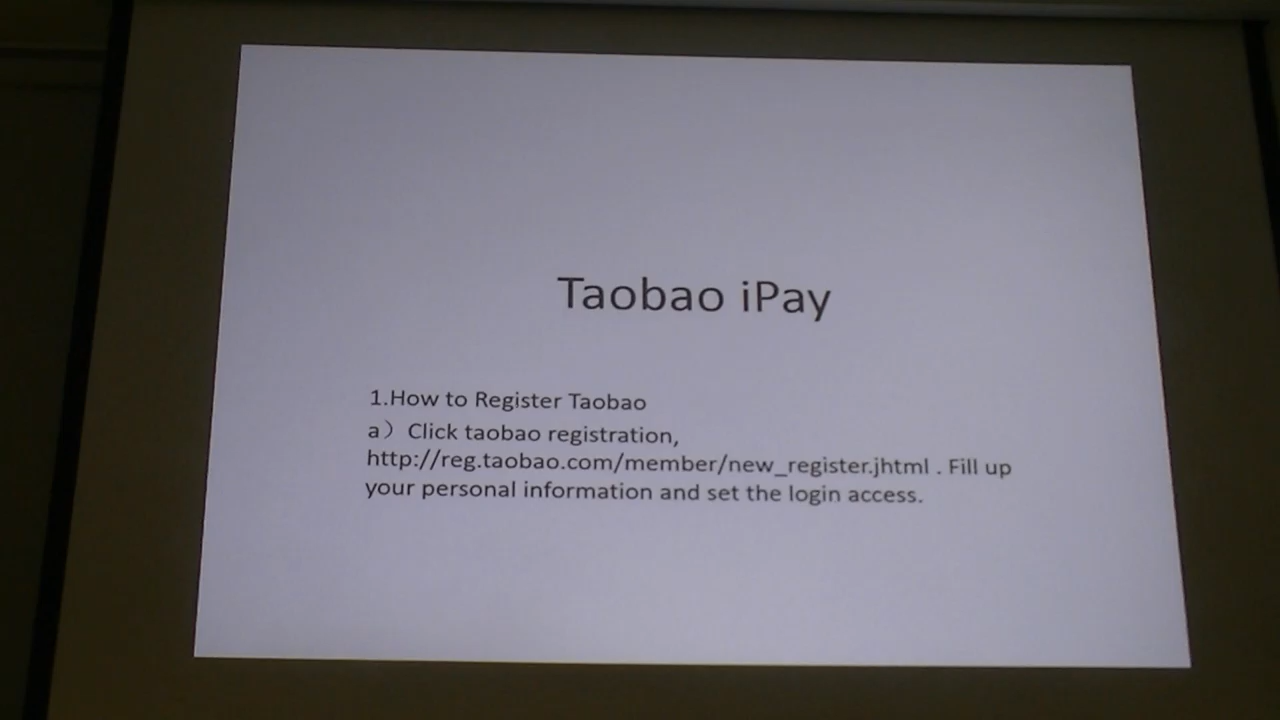 Taobao iPay
1.How to Register Taobao
a）Click taobao registration,
http://reg.taobao.com/member/new_register.jhtml . Fill up
your personal information and set the login access.